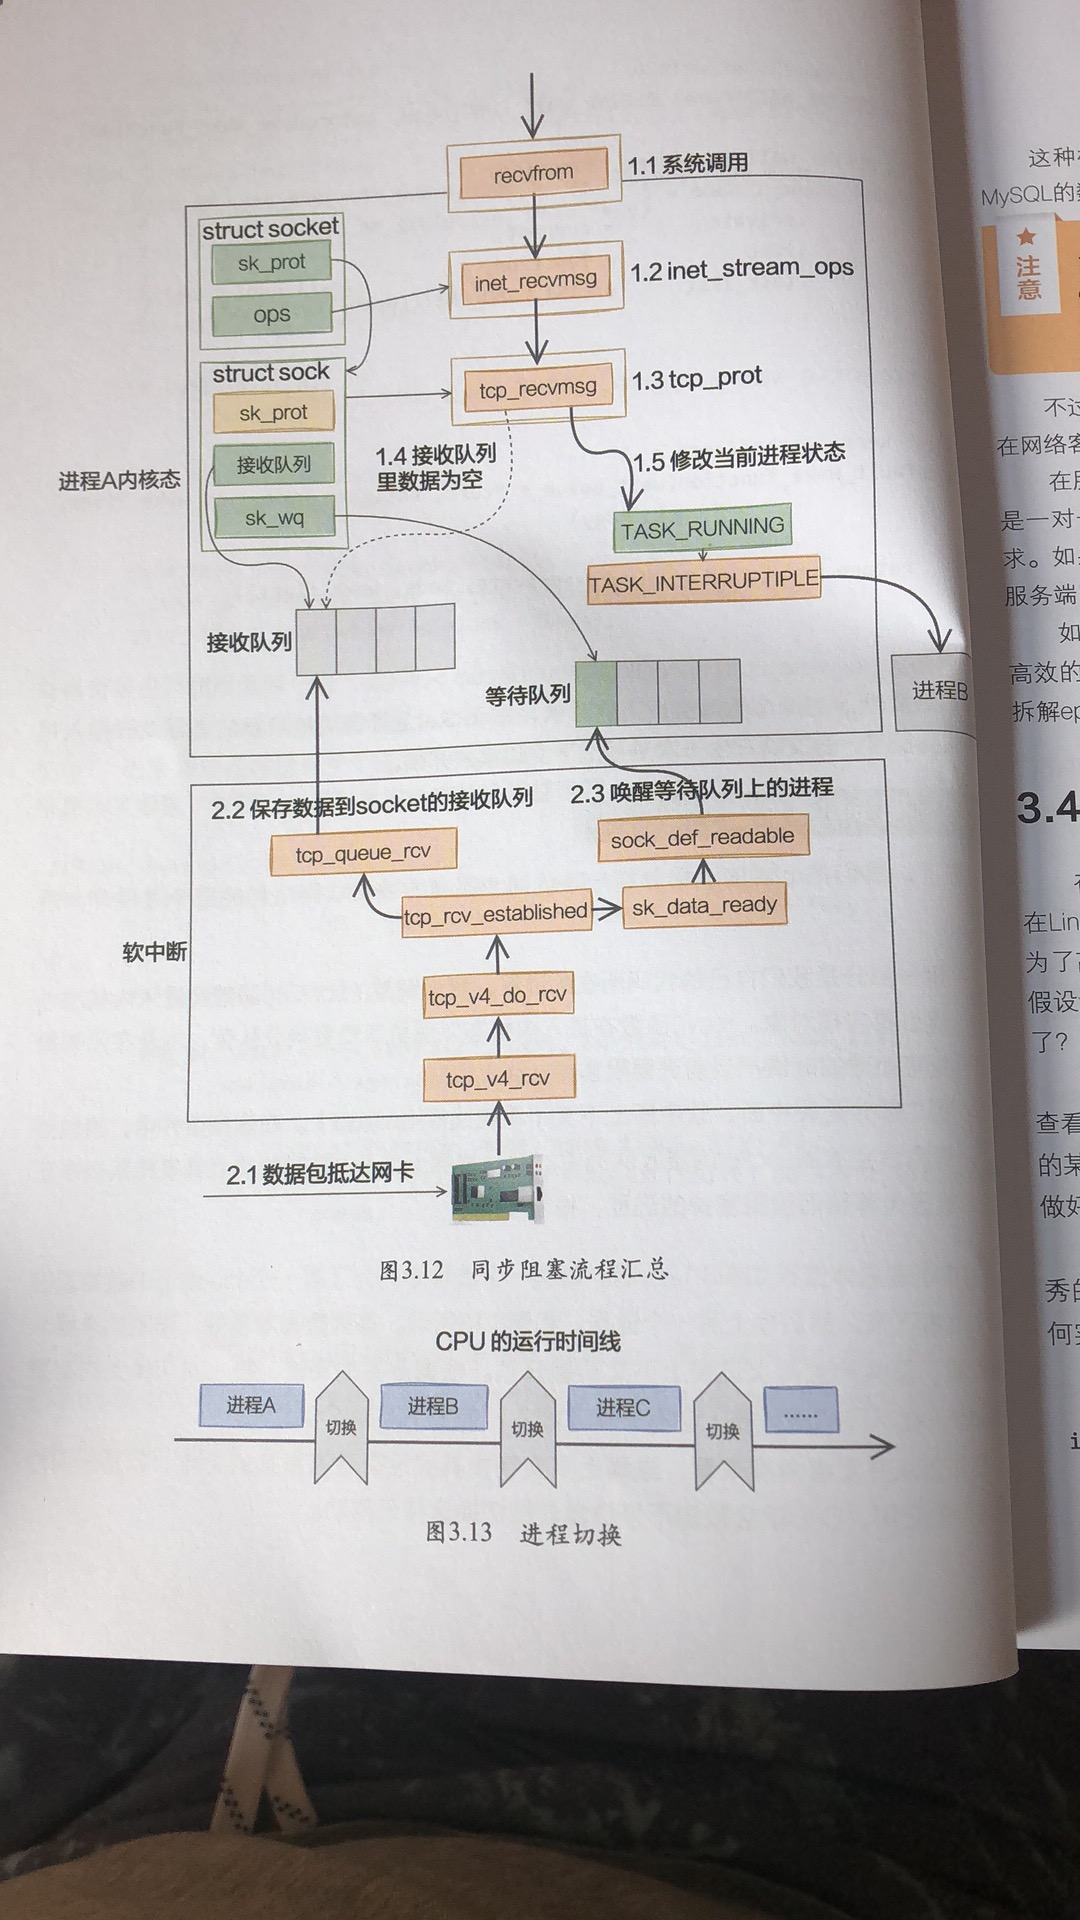 recvfrom
1.1 系统调用
struct socket
sk_prot
ops
inet_recvmsg
1.2 inet_stream_ops
struct sock
sk_prot
接收队列
sk_wq
tcp_recvmsg
1.3 tcp_prot
1.4 接收队列
里数据为空
1.5 修改当前进程状态
进程A内核态
TASK_RUNNING
TASK_INTERRUPTIPLE
接收队列
等待队列
进程B
2.2 保存数据到socket的接收队列
2.3 唤醒等待队列上的进程
tcp_queue_rcv
sock_def_readable
tcp_rcv_established
sk_data_ready
软中断
tcp_v4_do_rcv
tcp_v4_rcv
2.1 数据包抵达网卡
图3.12 同步阻塞流程汇总
CPU 的运行时间线
进程A
切换
进程B
切换
进程C
切换
......
图3.13 进程切换
这种
MySQL的
注
意
不过
在网络客
在
是一对
求。如
服务端
如
高效的
拆解ep
3.4
在Lin
为了
假设
了？
查看
的某
做好
秀的
何